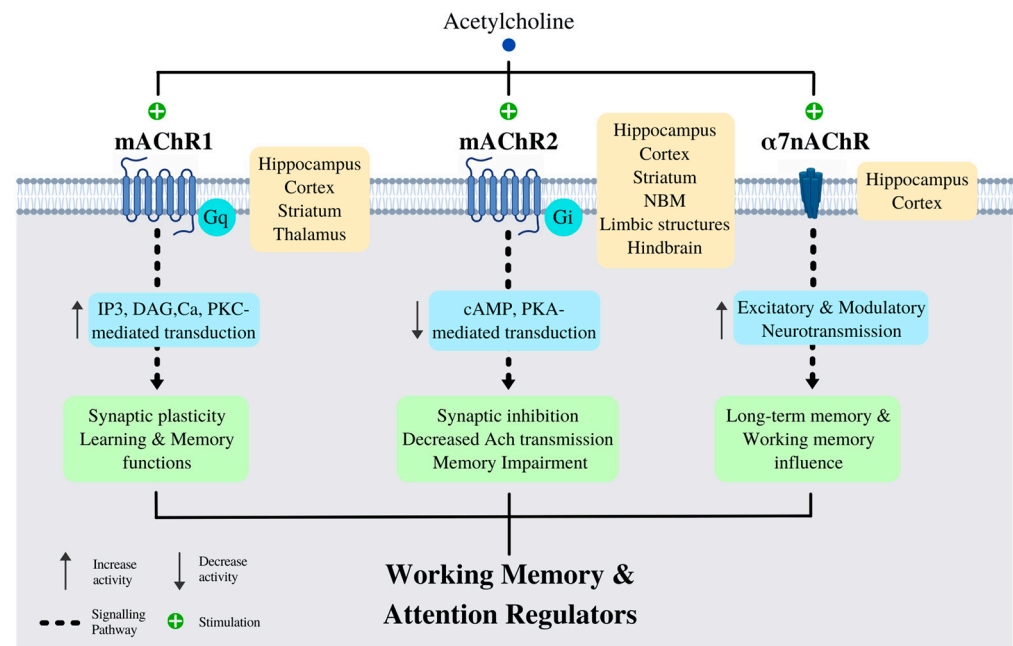 Acetylcholine
mAChR1
mAChR2
α7nAChR
Hippocampus
Cortex
Striatum
Thalamus
Hippocampus
Cortex
Striatum
NBM
Limbic structures
Hindbrain
Hippocampus
Cortex
Gq
Gi
IP3, DAG,Ca, PKC-
mediated transduction
cAMP, PKA-
mediated transduction
Excitatory & Modulatory
Neurotransmission
Synaptic plasticity
Learning & Memory
functions
Synaptic inhibition
Decreased Ach transmission
Memory Impairment
Long-term memory &
Working memory
influence
Working Memory &
Attention Regulators
Increase
activity
Decrease
activity
Signalling
Pathway
Stimulation